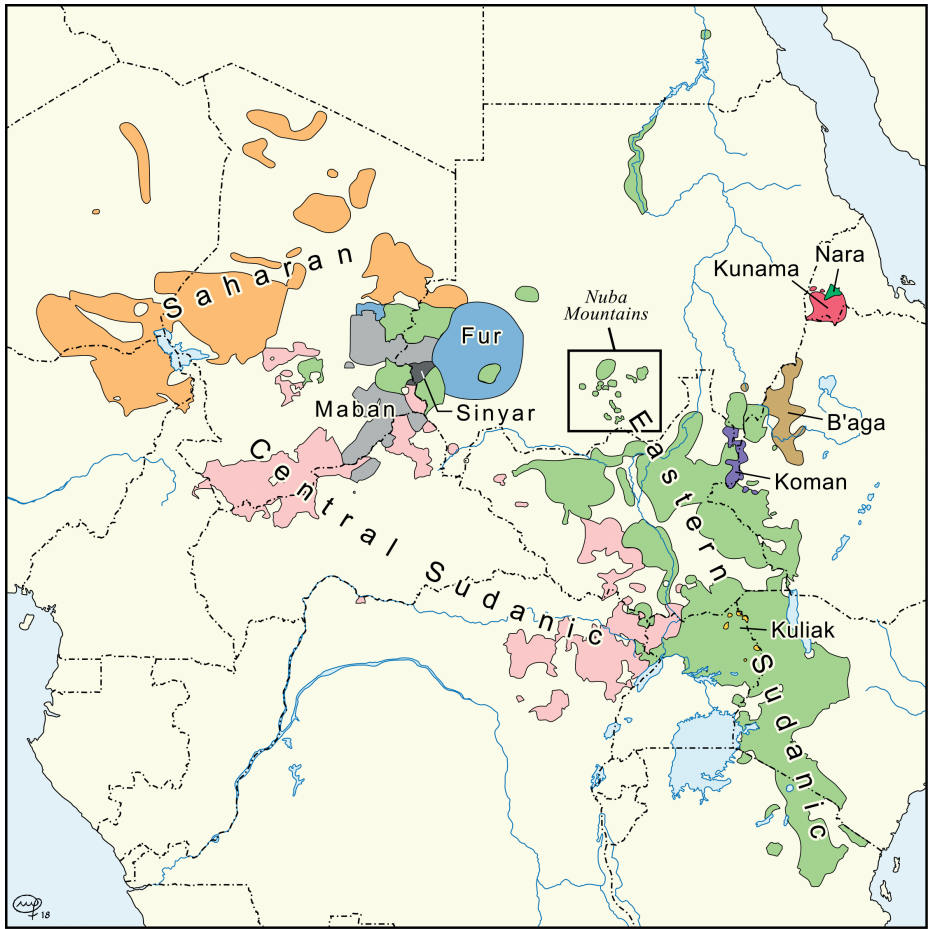 Nara
Kunama
Saharan
Nuba
Mountains
Fur
Maban
Sinyar
B'aga
Koman
Central Sudanic
Eastern Sudanic
Kuliak
18